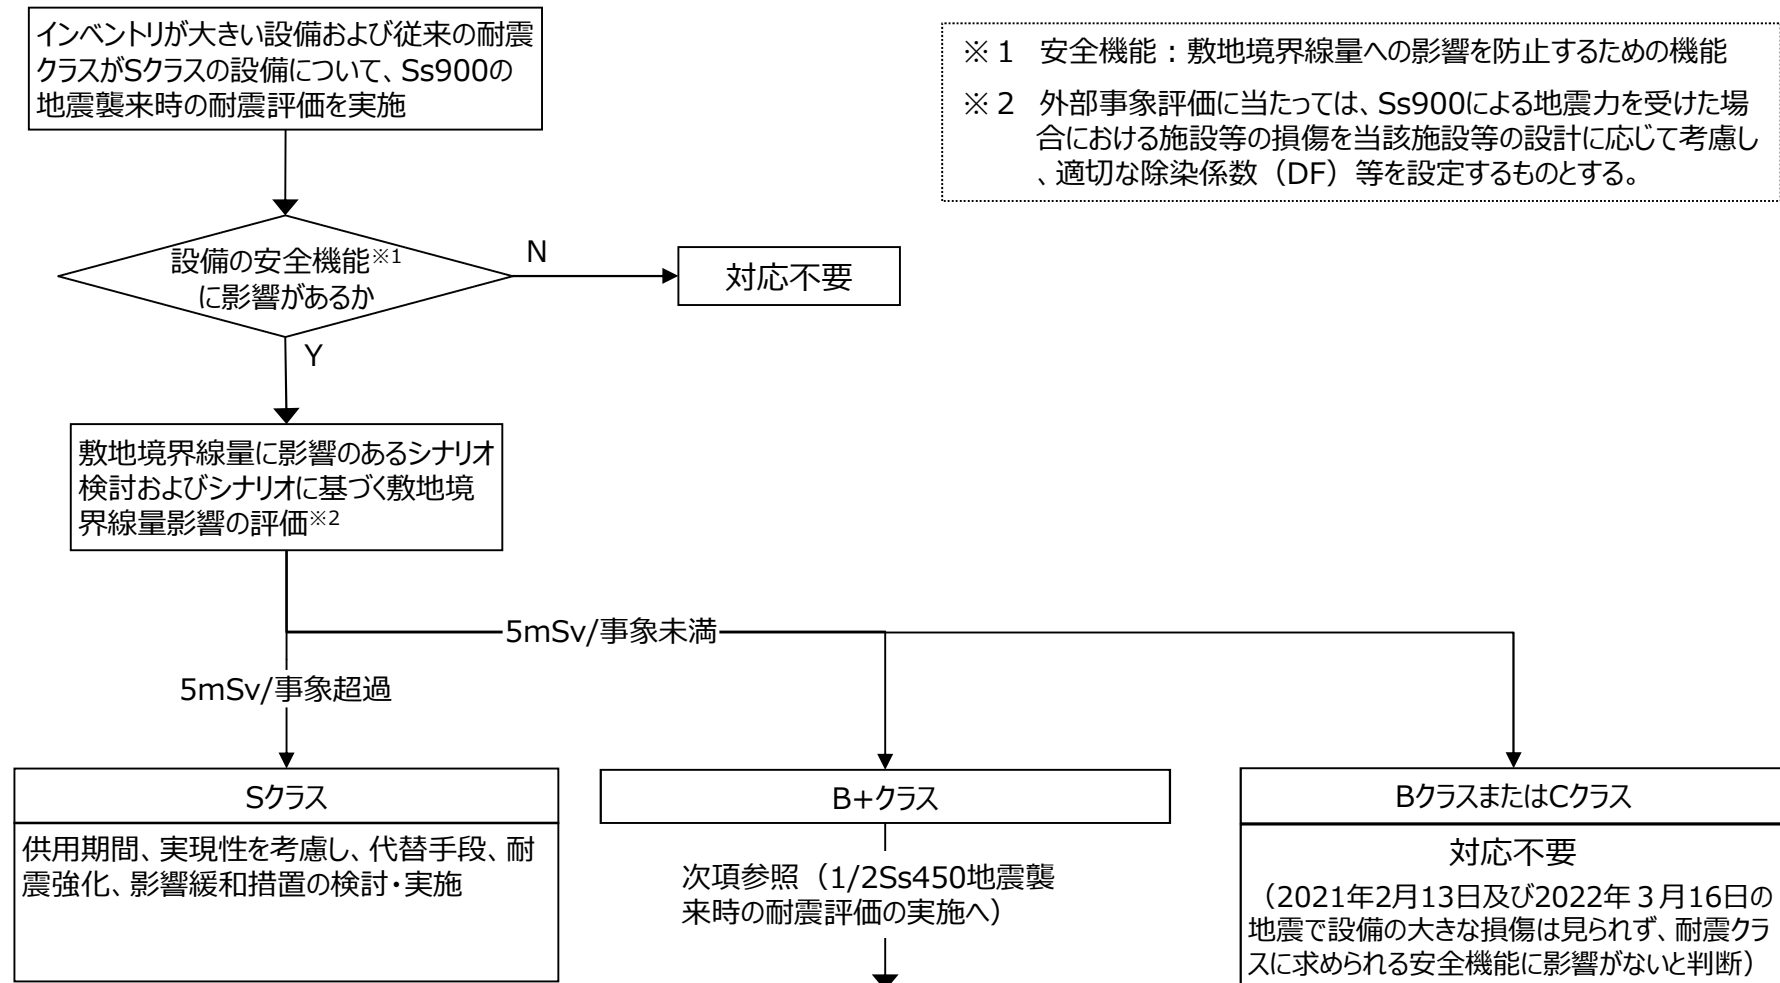 インベントリが大きい設備および従来の耐震
クラスがSクラスの設備について、Ss900の
地震襲来時の耐震評価を実施
※１　安全機能：敷地境界線量への影響を防止するための機能
※２　外部事象評価に当たっては、Ss900による地震力を受けた場
合における施設等の損傷を当該施設等の設計に応じて考慮し
、適切な除染係数（DF）等を設定するものとする。
設備の安全機能※1
に影響があるか
N
対応不要
Y
敷地境界線量に影響のあるシナリオ
検討およびシナリオに基づく敷地境
界線量影響の評価※2
5mSv/事象未満
5mSv/事象超過
Sクラス
供用期間、実現性を考慮し、代替手段、耐
震強化、影響緩和措置の検討・実施
B+クラス
次項参照（1/2Ss450地震襲
来時の耐震評価の実施へ）
BクラスまたはCクラス
対応不要
（2021年2月13日及び2022年３月16日の
地震で設備の大きな損傷は見られず、耐震クラ
スに求められる安全機能に影響がないと判断）